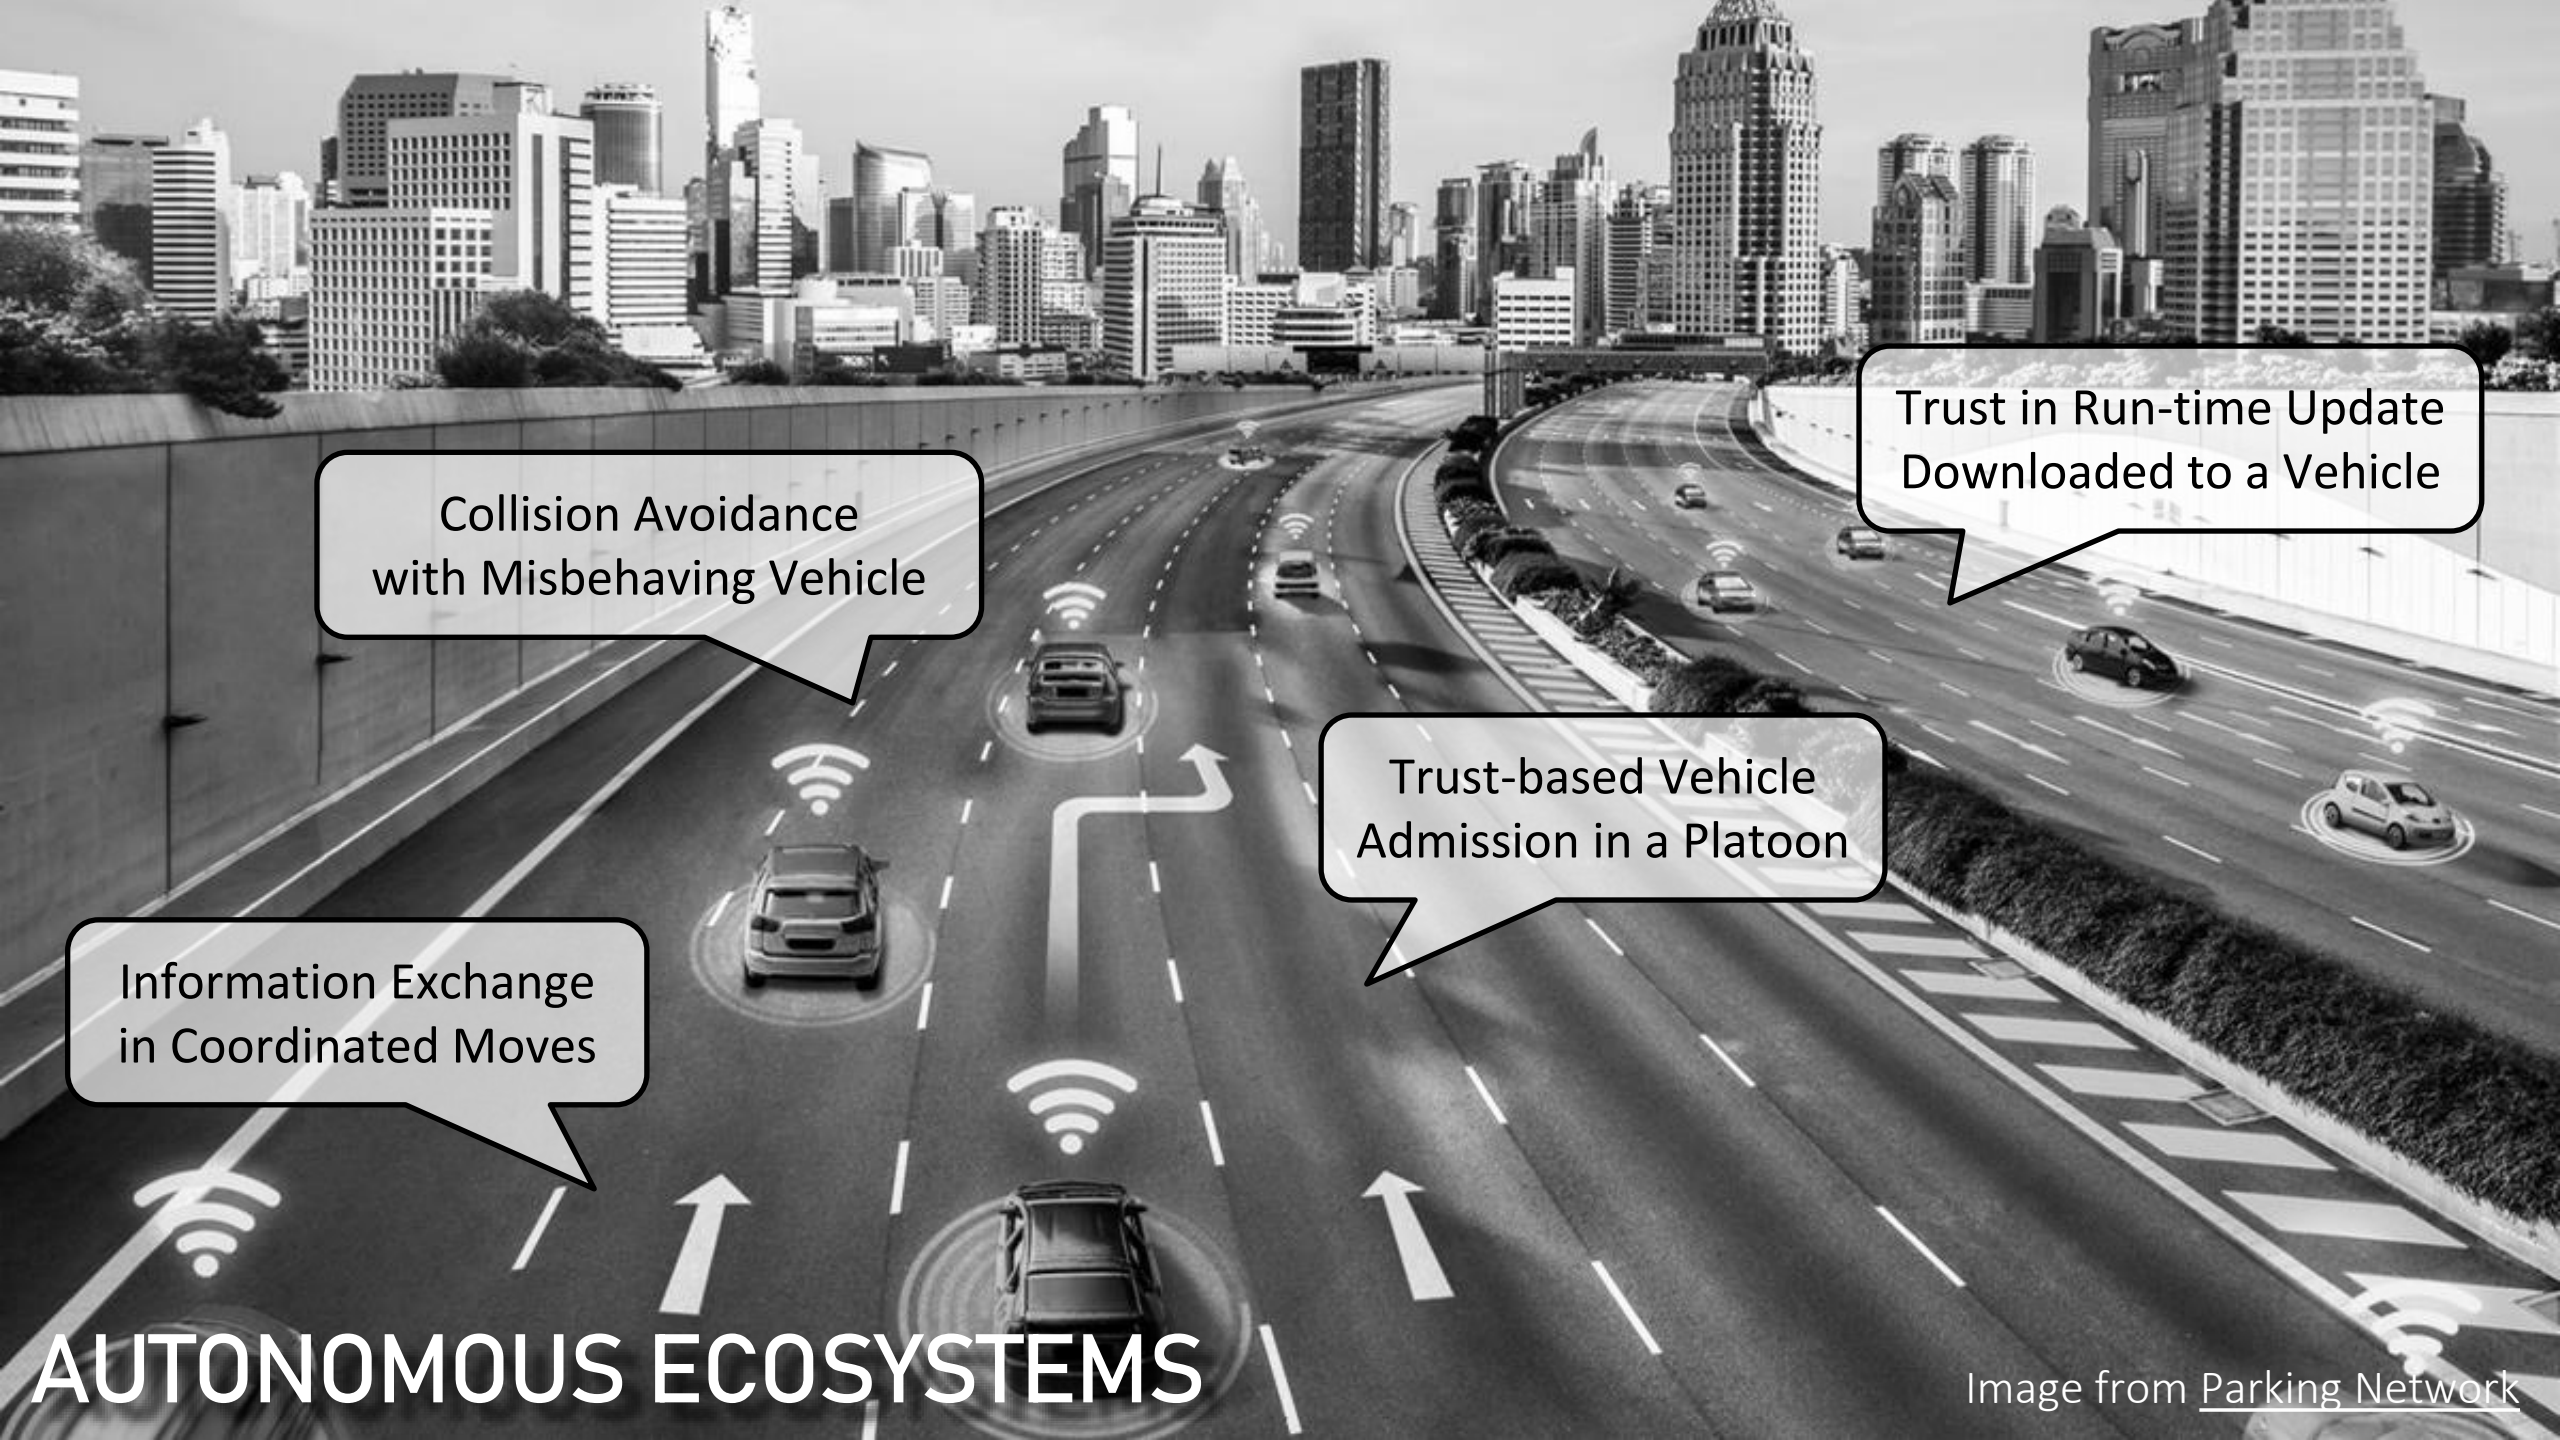 Trust in Run-time Update
Downloaded to a Vehicle
Collision Avoidance
with Misbehaving Vehicle
Trust-based Vehicle
Admission in a Platoon
Information Exchange
in Coordinated Moves
AUTONOMOUS ECOSYSTEMS
Image from Parking Network